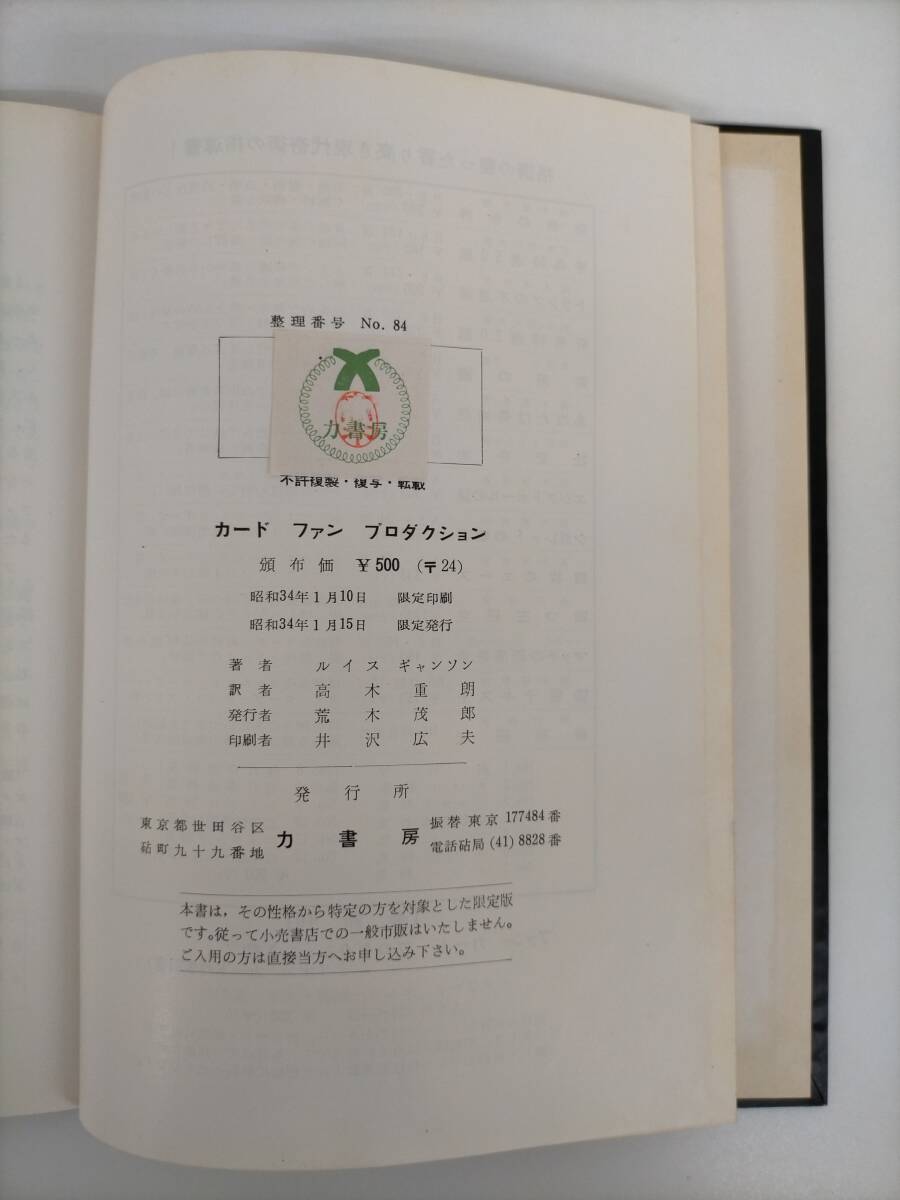 整理番号 No. 84
力書房
不許複製・複写・転載
カード ファン プロダクション
頒布価 ¥500 (〒24)
昭和34年1月10日 限定印刷
昭和34年1月15日 限定発行
著者 ルイス ギャンソン
訳者 高木重朗
発行者 荒木茂郎
印刷者 井沢広夫
発行所
東京都世田谷区
砧町九十九番地
力書房
振替東京 177484番
電話砧局 (41) 8828番
本書は，その性格から特定の方を対象とした限定版
です。従って小売書店での一般市販はいたしません。
ご入用の方は直接当方へお申し込み下さい。